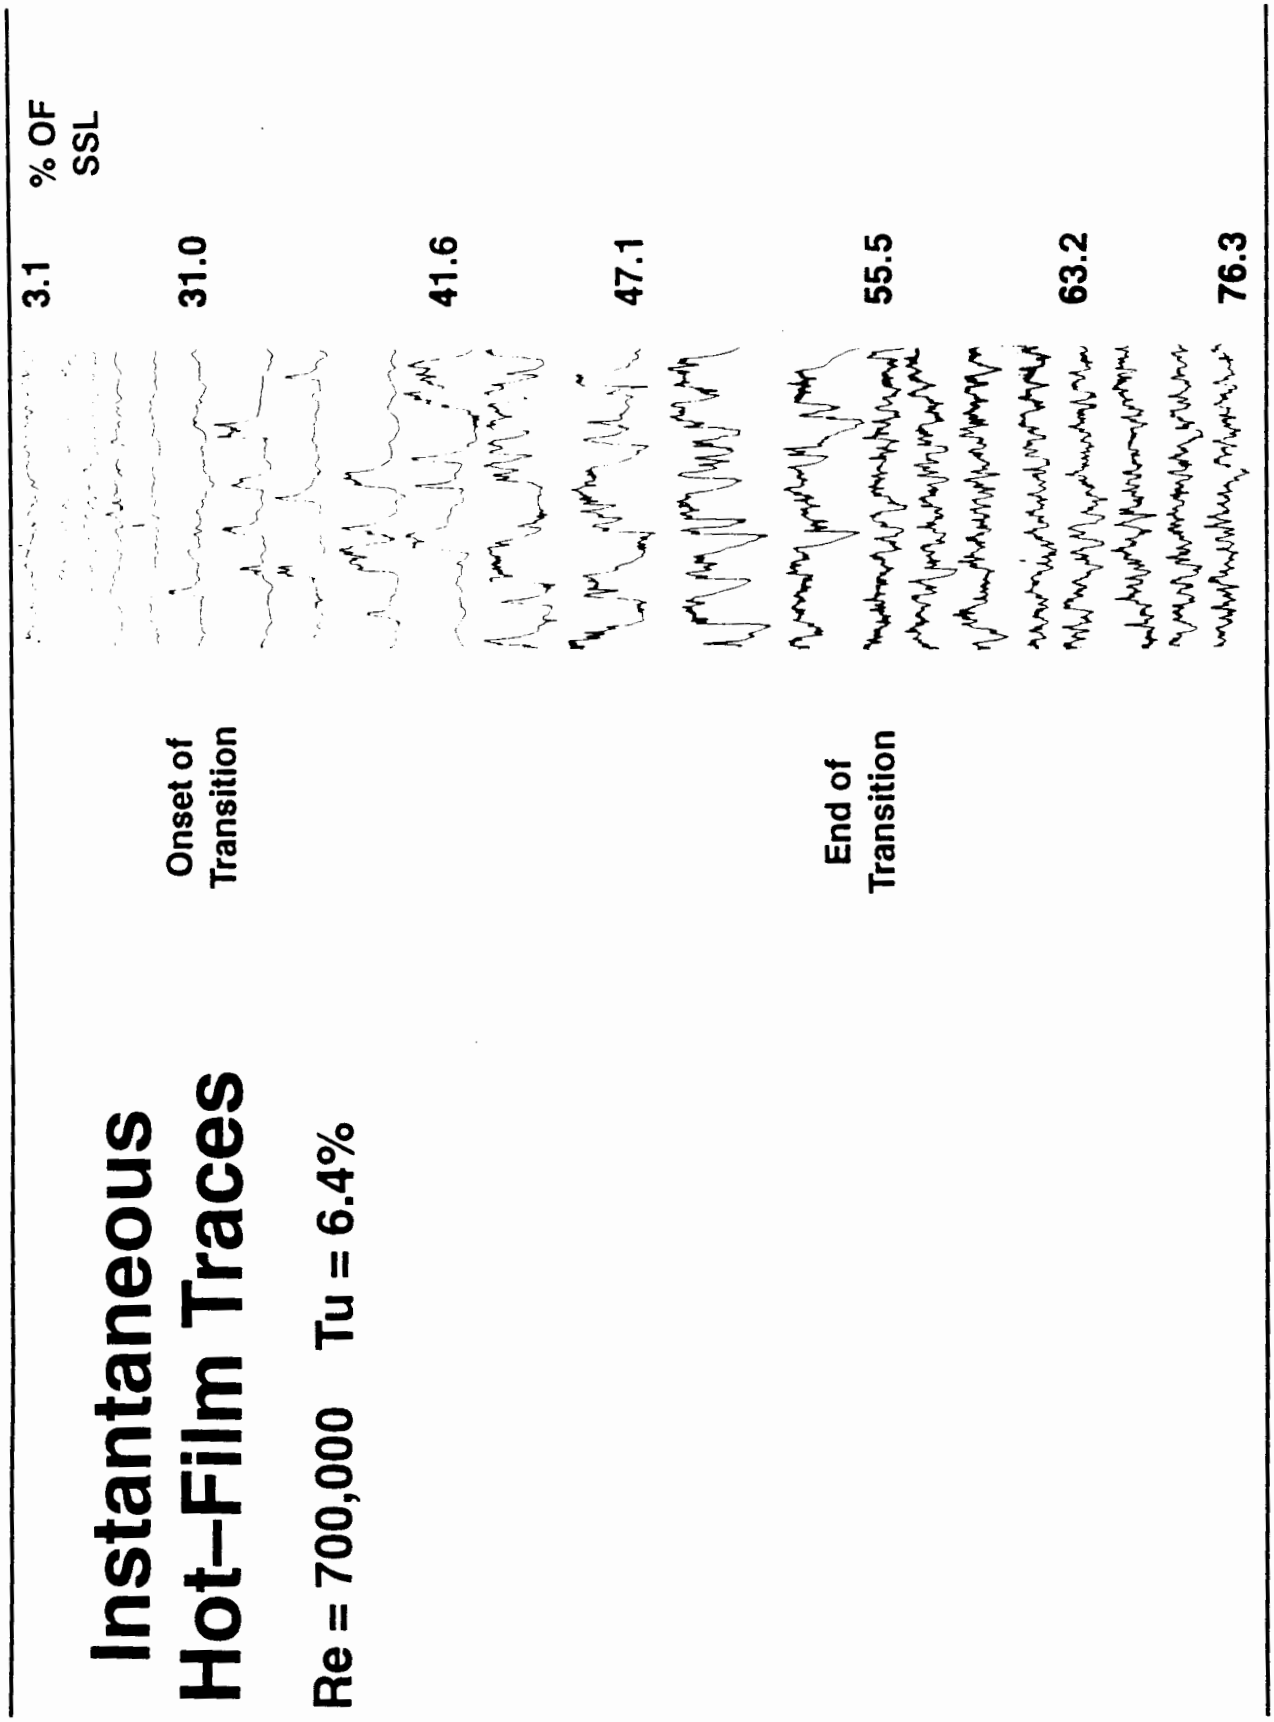 Instantaneous
Hot–Film Traces
Re = 700,000 Tu = 6.4%
Onset of
Transition
End of
Transition
% OF
SSL
3.1
31.0
41.6
47.1
55.5
63.2
76.3